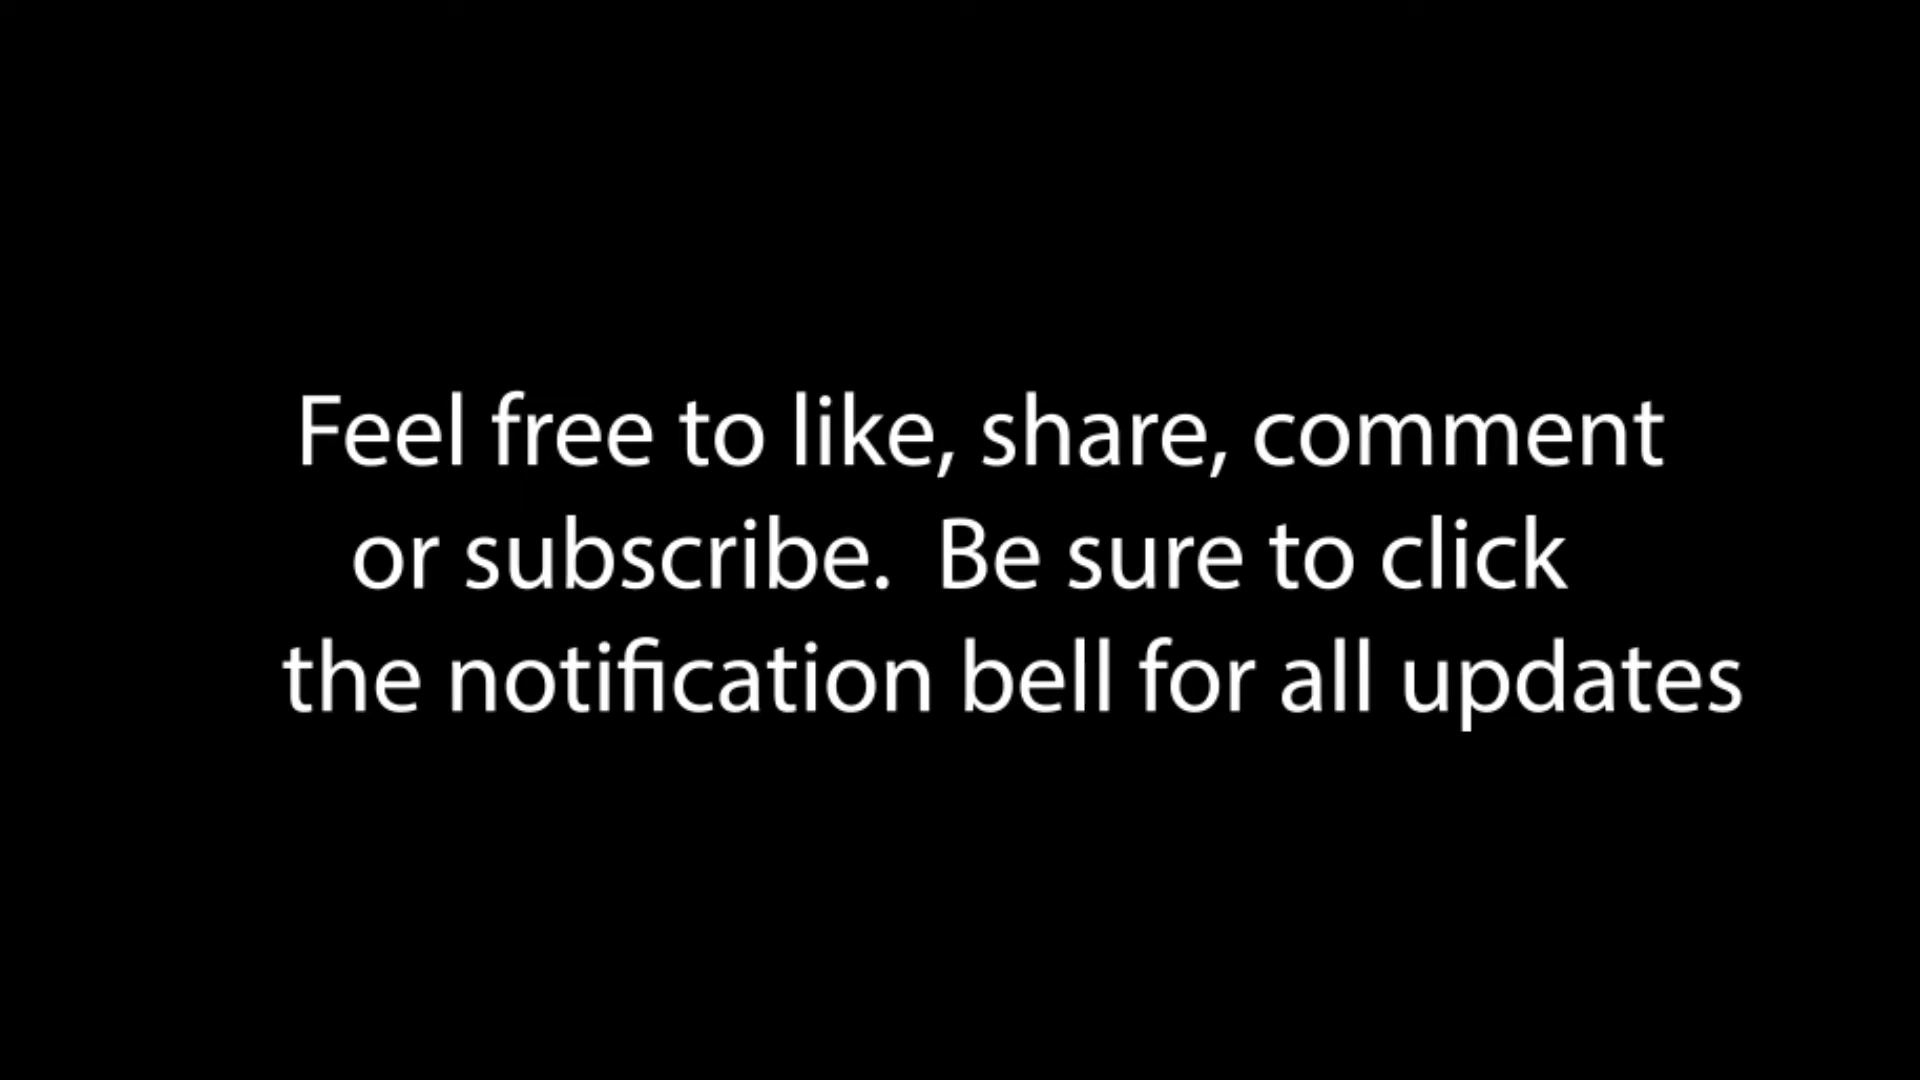 Feel free to like, share, comment
or subscribe.  Be sure to click
the notification bell for all updates